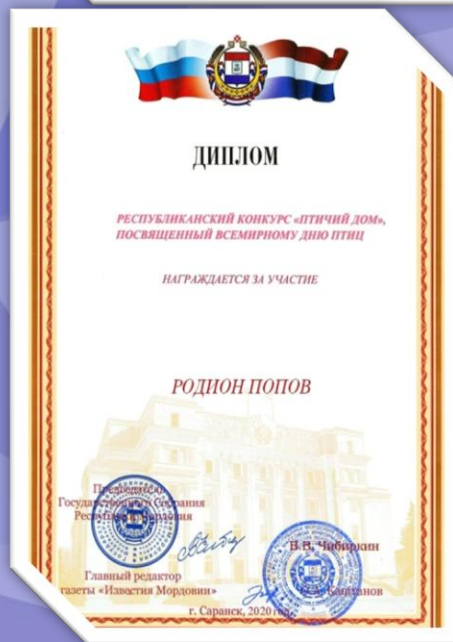 ДИПЛОМ
РЕСПУБЛИКАНСКИЙ КОНКУРС «ПТИЧИЙ ДОМ»,
ПОСВЯЩЕННЫЙ ВСЕМИРНОМУ ДНЮ ПТИЦ
НАГРАЖДАЕТСЯ ЗА УЧАСТИЕ
РОДИОН ПОПОВ
Председатель
Государственного Собрания
Республики Мордовия
В.В. Чибиркин
Главный редактор
газеты «Известия Мордовии»
г. Саранск, 2020 год